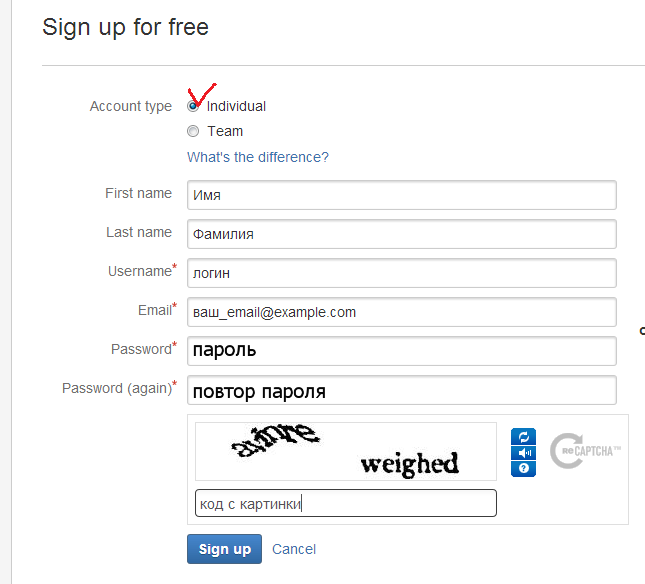 Sign up for free
Account type
Individual
Team
What's the difference?
First name Имя
Last name Фамилия
Username* логин
Email* ваш_email@example.com
Password* пароль
Password (again)* повтор пароля
weighed
reCAPTCHA™
код с картинки
Sign up Cancel